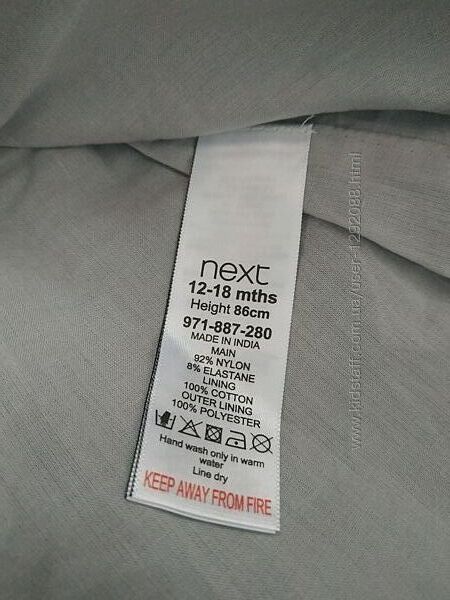 next
12-18 mths
Height 86cm
971-887-280
MADE IN INDIA
MAIN
92% NYLON
8% ELASTANE
LINING
100% COTTON
OUTER LINING
100% POLYESTER
Hand wash only in warm
water
Line dry
KEEP AWAY FROM FIRE
www.kidstaff.com.ua/user-1292088.html